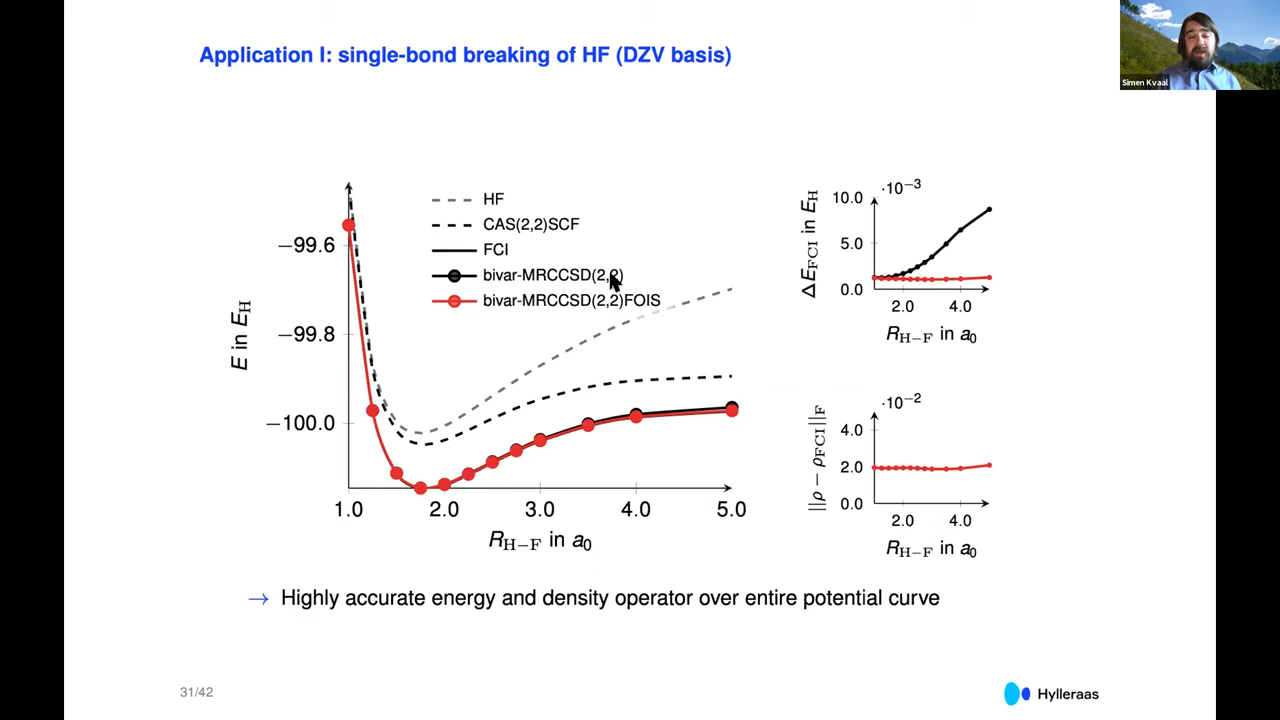 Application I: single-bond breaking of HF (DZV basis)
Simen Kvaal
HF
CAS(2,2)SCF
FCI
bivar-MRCCSD(2,2)
bivar-MRCCSD(2,2)FOIS
E in E_H
−99.6
−99.8
−100.0
1.0 2.0 3.0 4.0 5.0
R_H−F in a₀
·10⁻³
ΔE_FCI in E_H
10.0
5.0
0.0
2.0 4.0
R_H−F in a₀
·10⁻²
||ρ − ρ_FCI||_F
4.0
2.0
0.0
2.0 4.0
R_H−F in a₀
→ Highly accurate energy and density operator over entire potential curve
31/42
Hylleraas